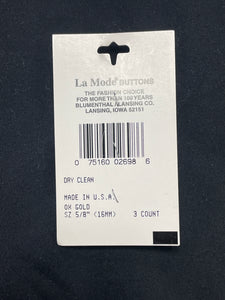 La Mode® BUTTONS
THE FASHION CHOICE
FOR MORE THAN 100 YEARS
BLUMENTHAL LANSING CO.
LANSING, IOWA 52151
0 75160 02698 6
DRY CLEAN
MADE IN U.S.A.
OX GOLD
SZ 5/8" (16MM) 3 COUNT